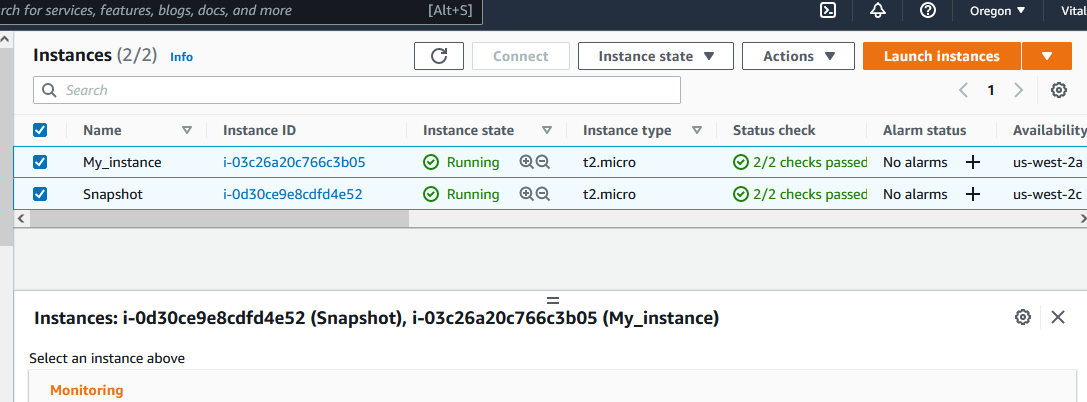 rch for services, features, blogs, docs, and more [Alt+S] Oregon Vital
Instances (2/2) Info Connect Instance state Actions Launch instances
Search 1
Name Instance ID Instance state Instance type Status check Alarm status Availability
My_instance i-03c26a20c766c3b05 Running t2.micro 2/2 checks passed No alarms us-west-2a
Snapshot i-0d30ce9e8cdfd4e52 Running t2.micro 2/2 checks passed No alarms us-west-2c
Instances: i-0d30ce9e8cdfd4e52 (Snapshot), i-03c26a20c766c3b05 (My_instance)
Select an instance above
Monitoring